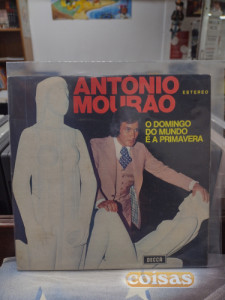 ANTONIO
ESTEREO
MOURÃO
O DOMINGO
DO MUNDO
E A PRIMAVERA
DECCA
coisas